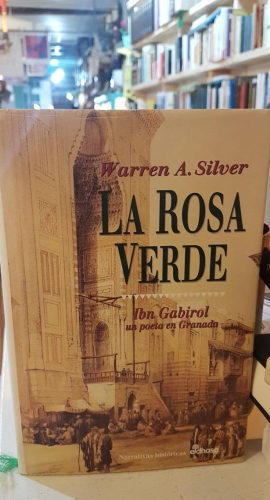 Warren A. Silver
LA ROSA
VERDE
Ibn Gabirol
un poeta en Granada
Narrativas históricas
edhasa